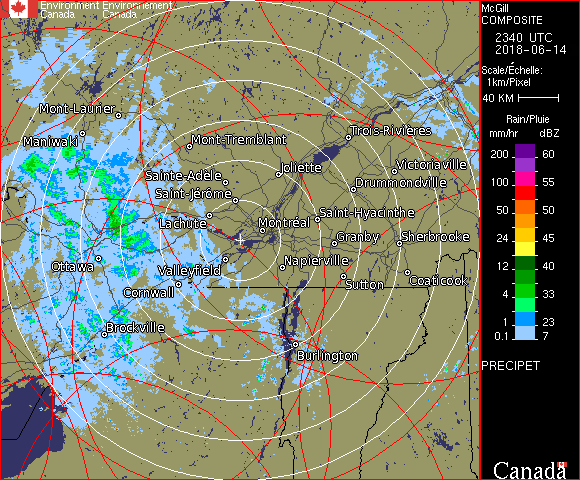 Environment Environnement
Canada Canada
McGill
COMPOSITE
2340 UTC
2018-06-14
Scale/Échelle:
1km/Pixel
40 KM
Rain/Pluie
mm/hr dBZ
200 60
100 55
100 55
50 50
24 45
12 40
4 33
1 23
0.1 7
PRECIPET
Canada
Mont-Laurier
Maniwaki
Mont-Tremblant
Trois-Rivières
Sainte-Adèle
Joliette
Victoriaville
Saint-Jérôme
Drummondville
Lachute
Saint-Hyacinthe
Montréal
Granby
Sherbrooke
Ottawa
Valleyfield
Napierville
Cornwall
Sutton
Coaticook
Brockville
Burlington